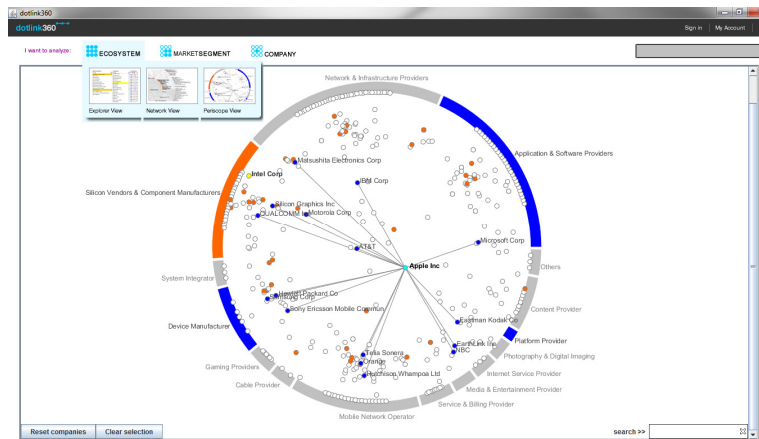 dotlink360
dotlink360
Sign in
My Account
I want to analyze:
ECOSYSTEM
MARKETSEGMENT
COMPANY
Explorer View
Network View
Periscope View
Network & Infrastructure Providers
Application & Software Providers
Matsushita Electronics Corp
Intel Corp
IBM Corp
Silicon Vendors & Component Manufacturers
Silicon Graphics Inc
QUALCOMM
Motorola Corp
AT&T
Microsoft Corp
Apple Inc
Others
System Integrator
Hewlett-Packard Co
Corp
Sony Ericsson Mobile Commun
Content Provider
Eastman Kodak Co
Device Manufacturer
Platform Provider
EarthLink Inc
NBC
Telia Sonera
Orange
Photography & Digital Imaging
Gaming Providers
Hutchison Whampoa Ltd
Internet Service Provider
Cable Provider
Media & Entertainment Provider
Service & Billing Provider
Mobile Network Operator
Reset companies
Clear selection
search >>